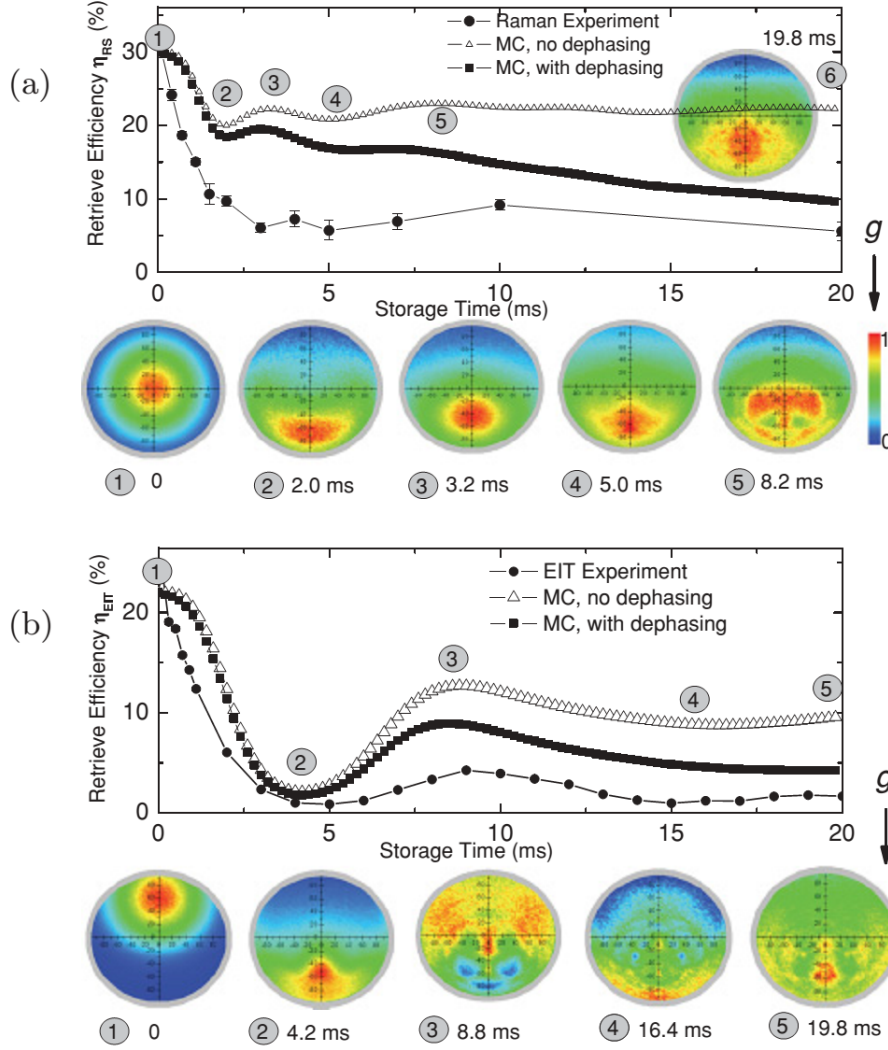 (a)
Retrieve Efficiency ηRS (%)
30
20
10
0
Raman Experiment
MC, no dephasing
MC, with dephasing
19.8 ms
1
2
3
4
5
6
0 5 10 15 20
Storage Time (ms)
g
1
0
1 0
2 2.0 ms
3 3.2 ms
4 5.0 ms
5 8.2 ms
(b)
Retrieve Efficiency ηEIT (%)
20
10
0
EIT Experiment
MC, no dephasing
MC, with dephasing
1
2
3
4
5
0 5 10 15 20
Storage Time (ms)
g
1 0
2 4.2 ms
3 8.8 ms
4 16.4 ms
5 19.8 ms